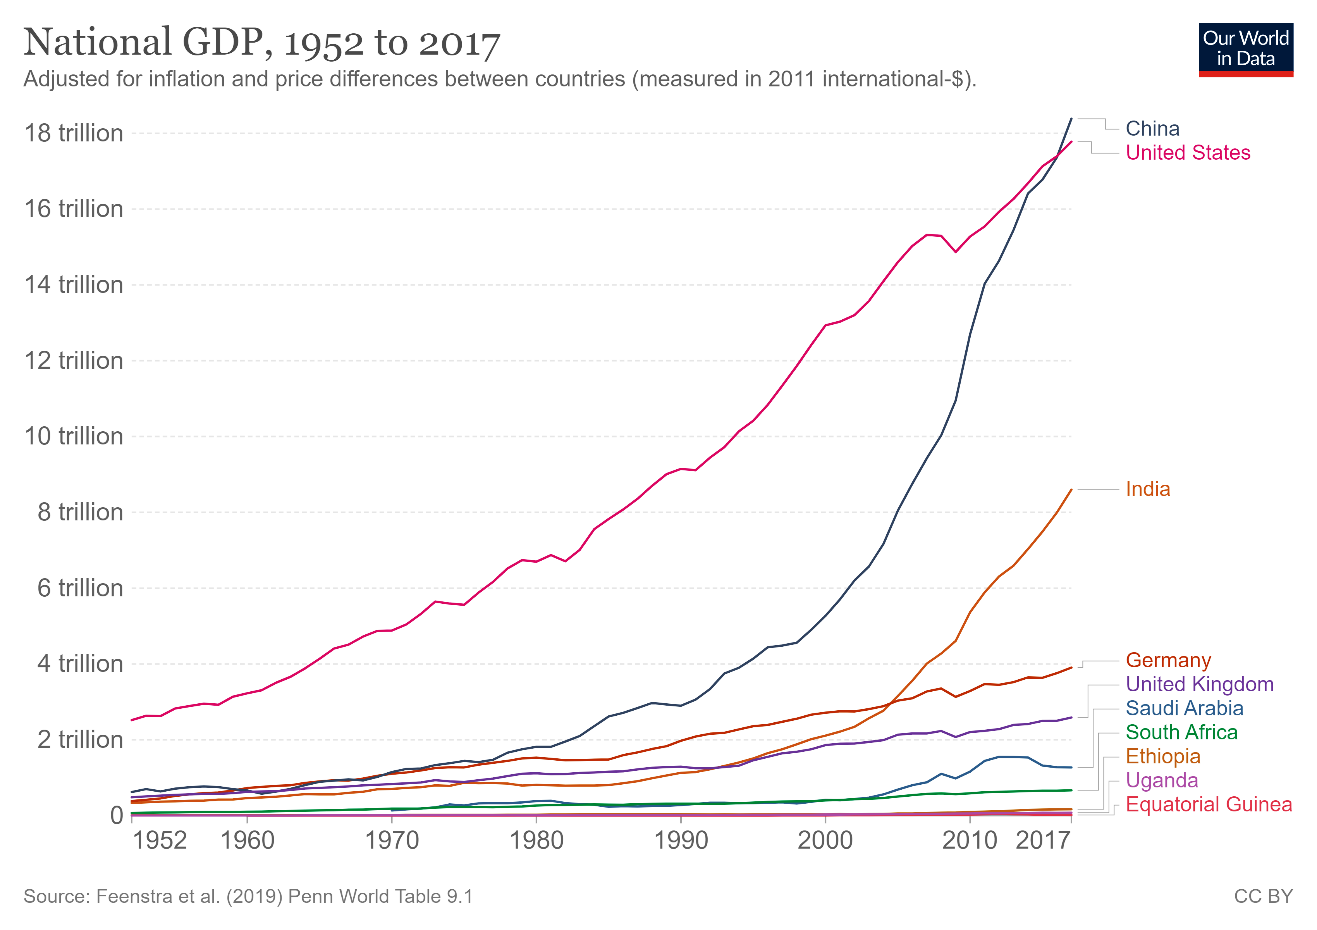 National GDP, 1952 to 2017
Adjusted for inflation and price differences between countries (measured in 2011 international-$).
Our World
in Data
18 trillion
16 trillion
14 trillion
12 trillion
10 trillion
8 trillion
6 trillion
4 trillion
2 trillion
0
China
United States
India
Germany
United Kingdom
Saudi Arabia
South Africa
Ethiopia
Uganda
Equatorial Guinea
1952 1960 1970 1980 1990 2000 2010 2017
Source: Feenstra et al. (2019) Penn World Table 9.1
CC BY